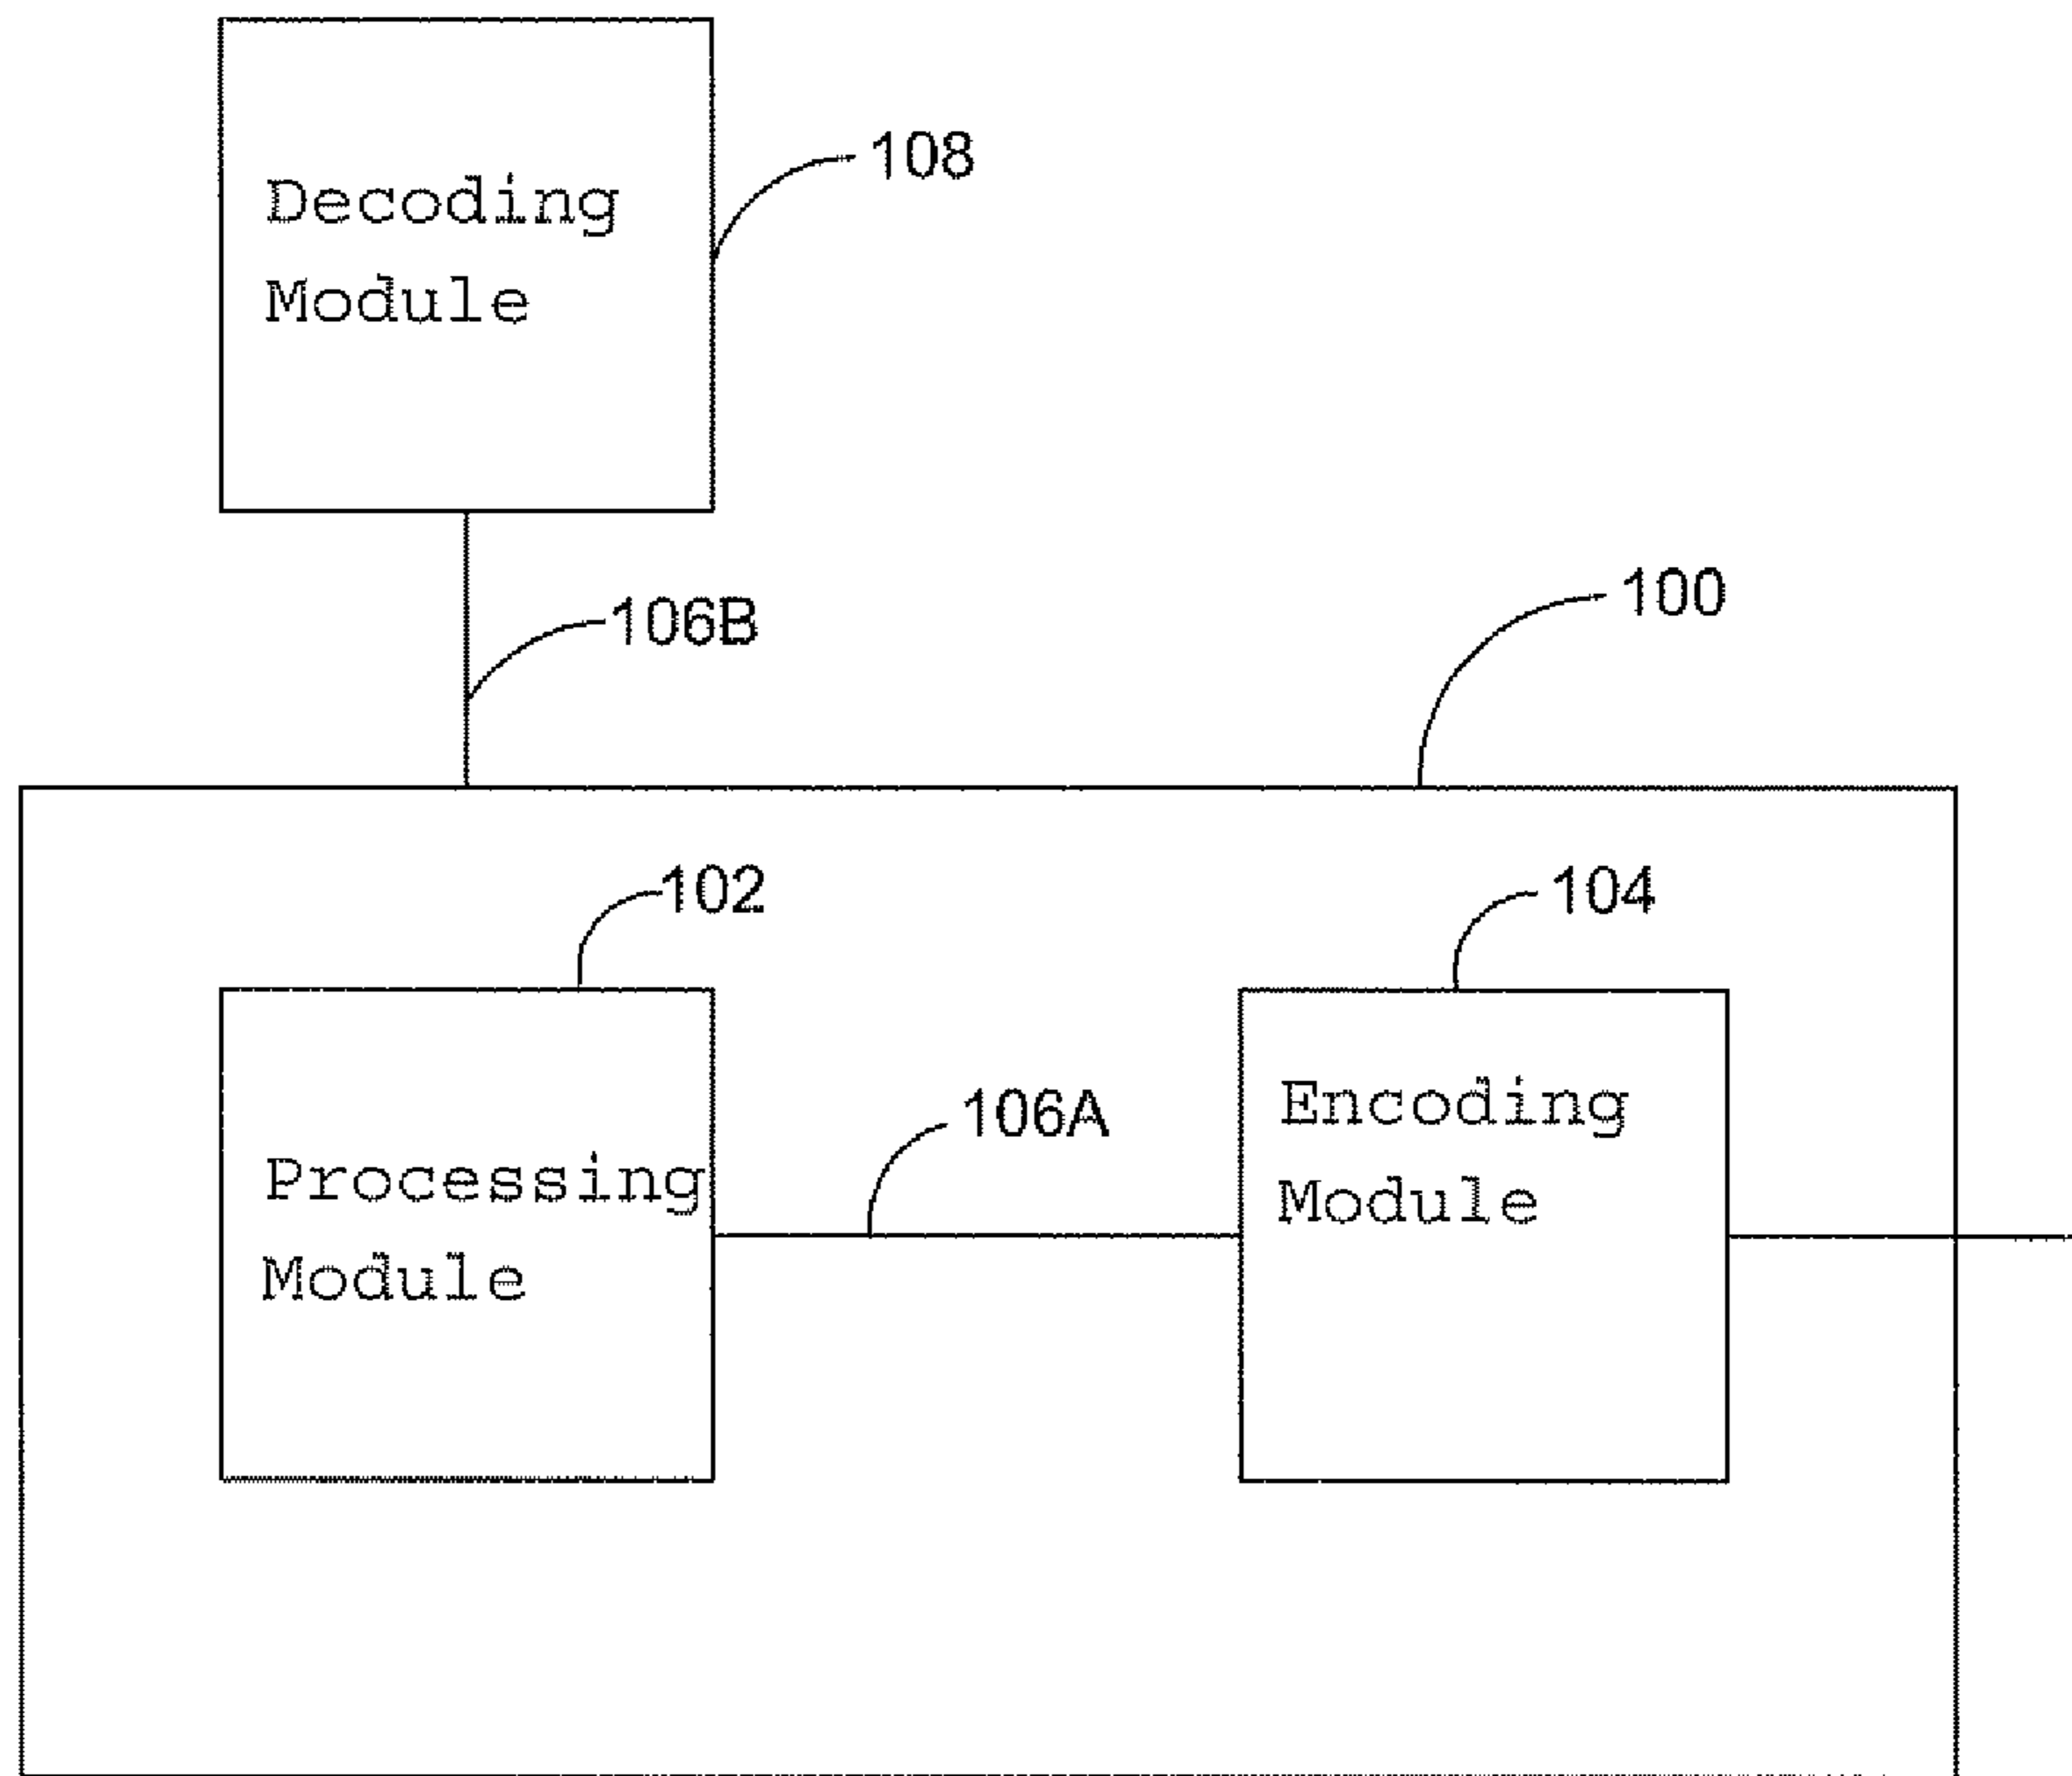 Decoding
Module
108
106B
100
102
104
106A
Processing
Module
Encoding
Module